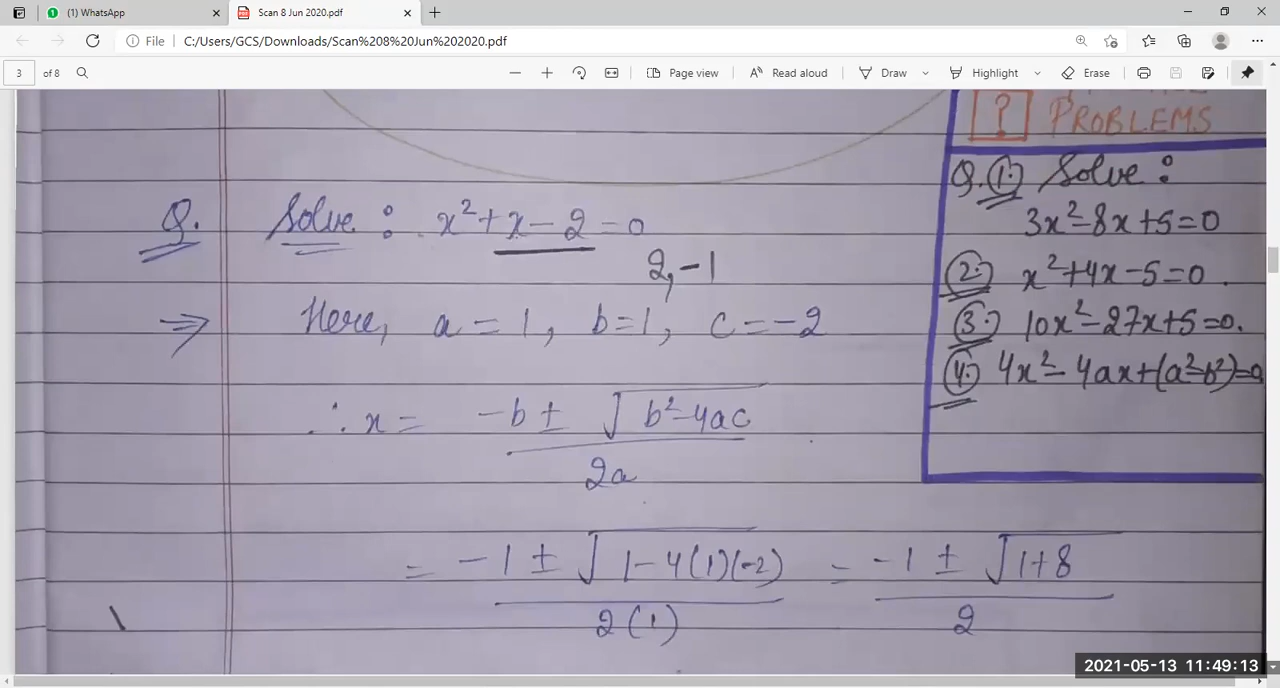 (1) WhatsApp
Scan 8 Jun 2020.pdf
File
C:/Users/GCS/Downloads/Scan%208%20Jun%202020.pdf
3 of 8
Page view
Read aloud
Draw
Highlight
Erase
? PROBLEMS
Q. Solve : x² + x - 2 = 0
2, -1
⇒ Here, a = 1, b = 1, c = -2
∴ x = (-b ± √(b² - 4ac)) / 2a
= (-1 ± √(1 - 4(1)(-2))) / 2(1) = (-1 ± √(1 + 8)) / 2
Q. 1. Solve :
3x² - 8x + 5 = 0
2. x² + 4x - 5 = 0.
3. 10x² - 27x + 5 = 0.
4. 4x² - 4ax + (a² - b²) = 0
2021-05-13 11:49:13